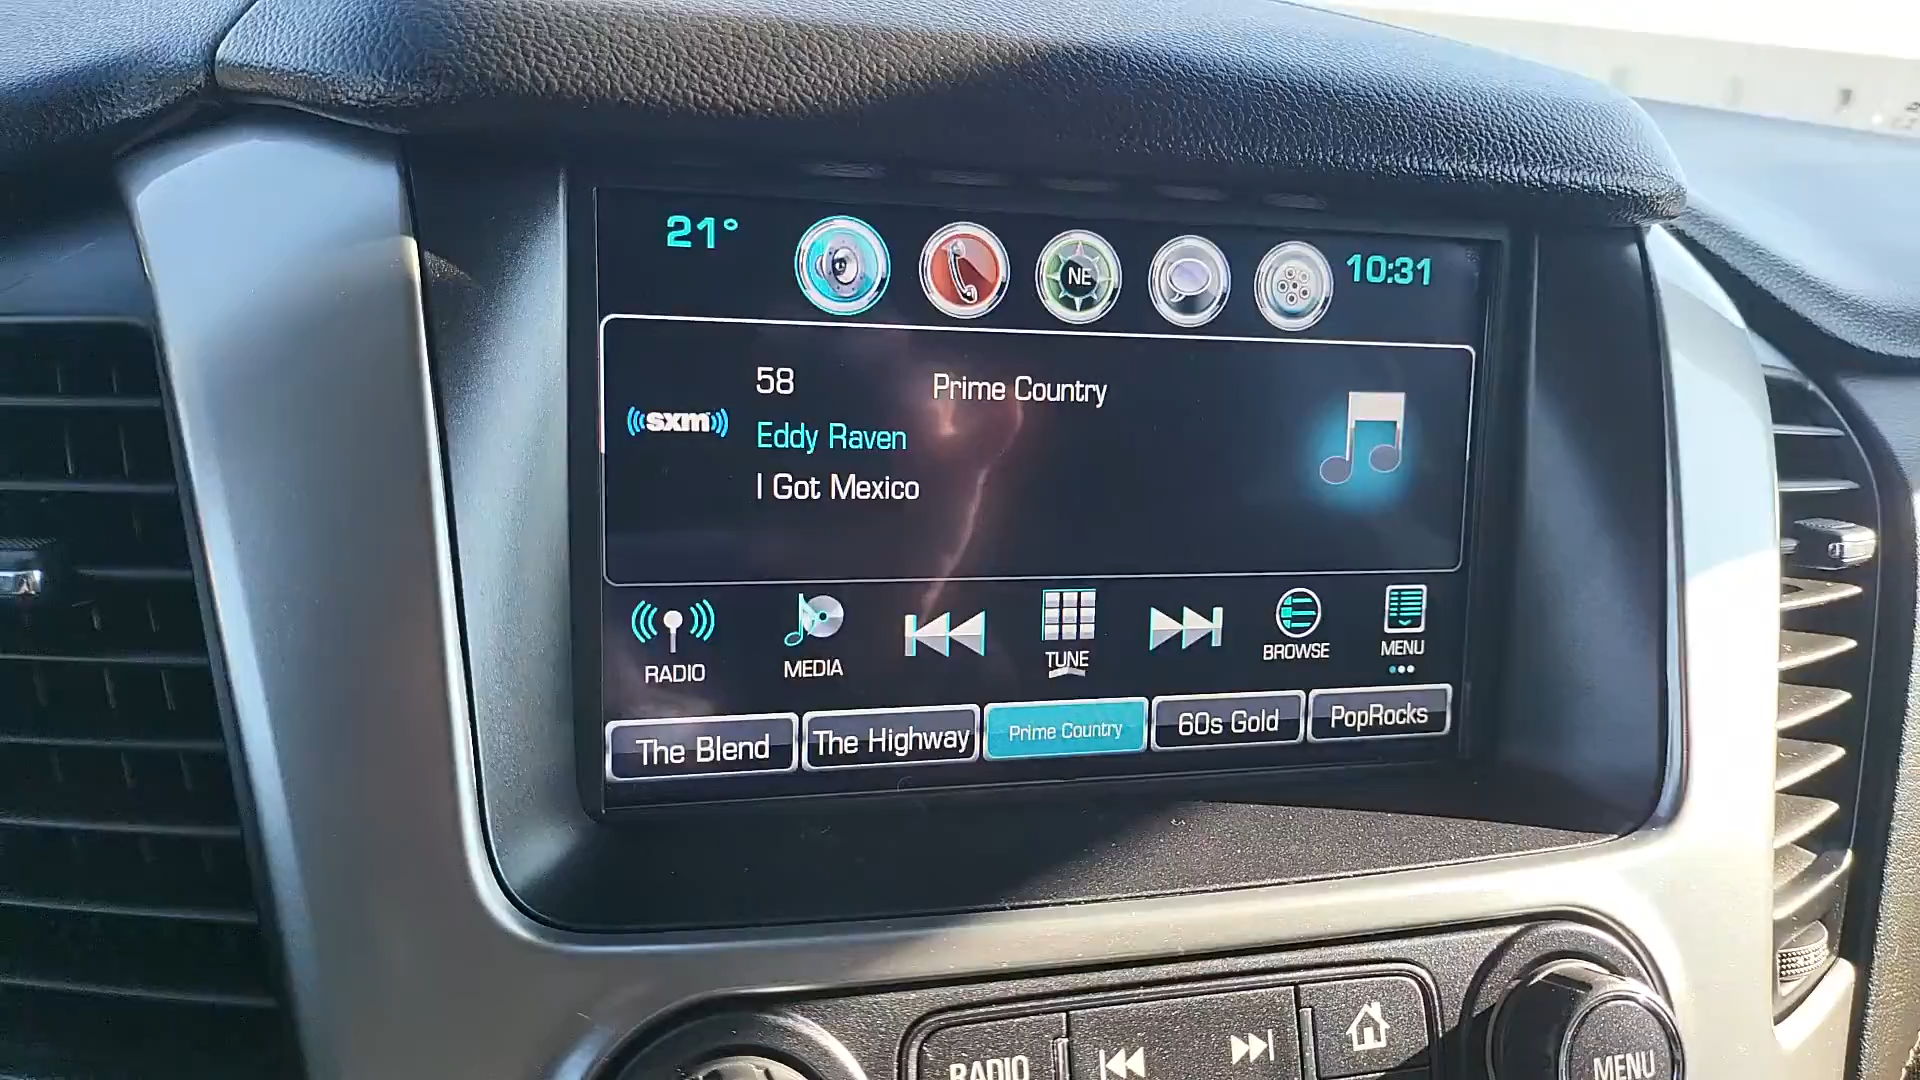 21°
NE
10:31
58
Prime Country
sxm
Eddy Raven
I Got Mexico
RADIO
MEDIA
TUNE
BROWSE
MENU
The Blend
The Highway
Prime Country
60s Gold
PopRocks
RADIO
MENU